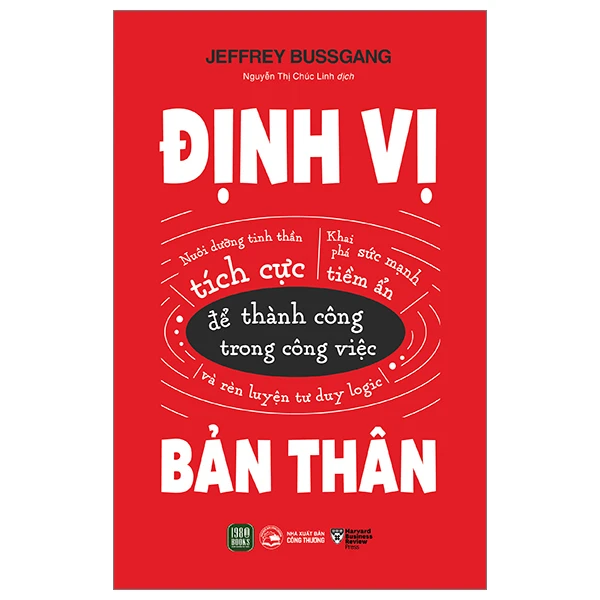 JEFFREY BUSSGANG
Nguyễn Thị Chúc Linh dịch
ĐỊNH VỊ
Nuôi dưỡng tinh thần
tích cực
Khai
phá sức mạnh
tiềm ẩn
để thành công
trong công việc
và rèn luyện tư duy logic
BẢN THÂN
1980
BOOKS
NHÀ XUẤT BẢN
CÔNG THƯƠNG
Harvard
Business
Review
Press